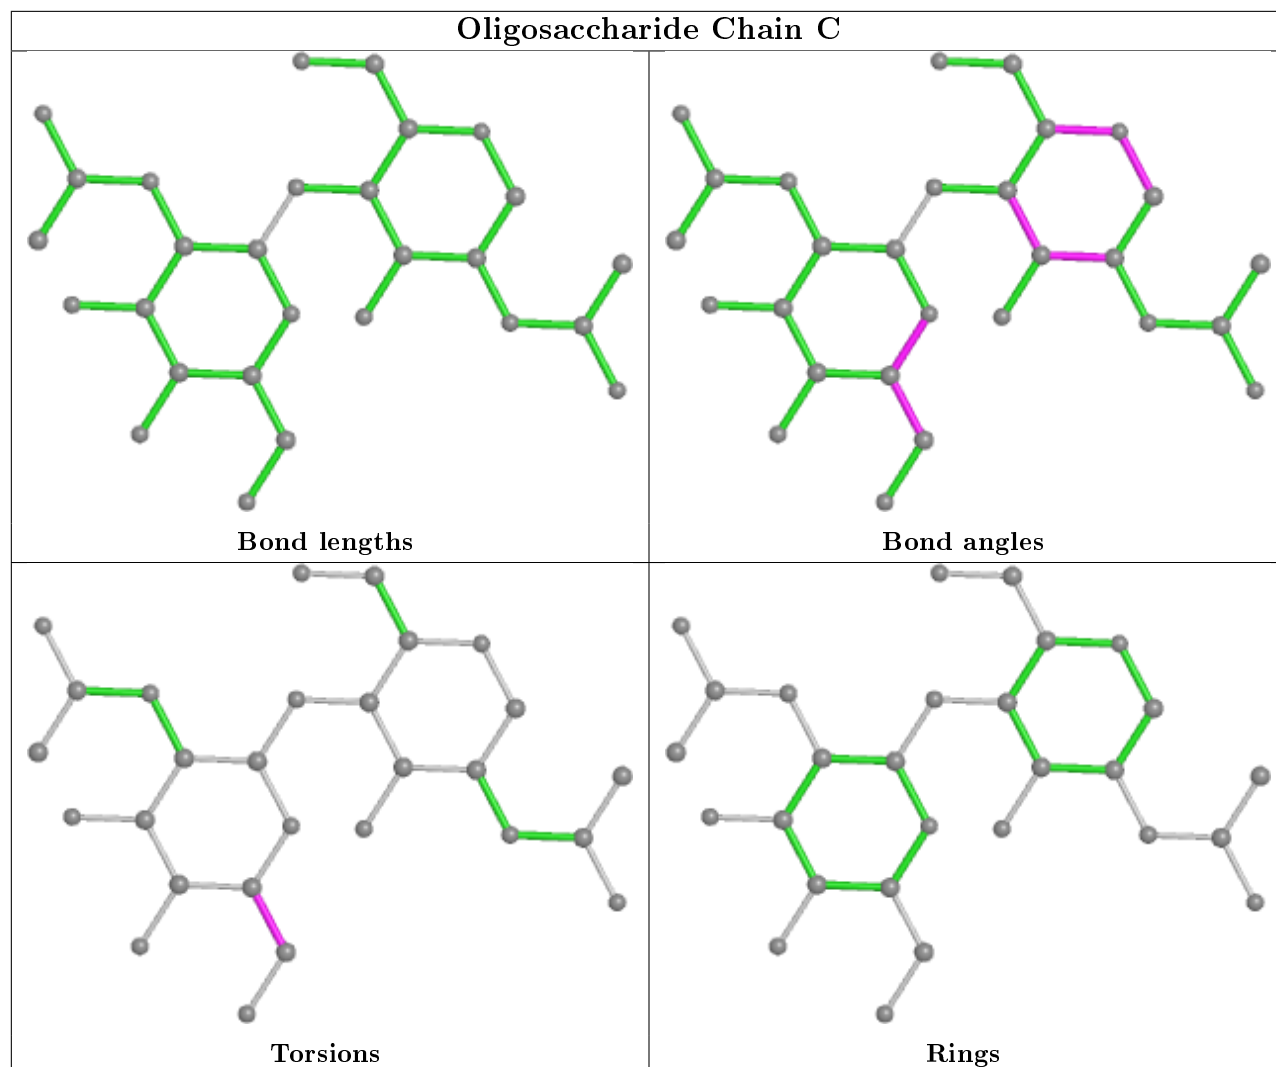 Oligosaccharide Chain C
Bond lengths
Bond angles
Torsions
Rings